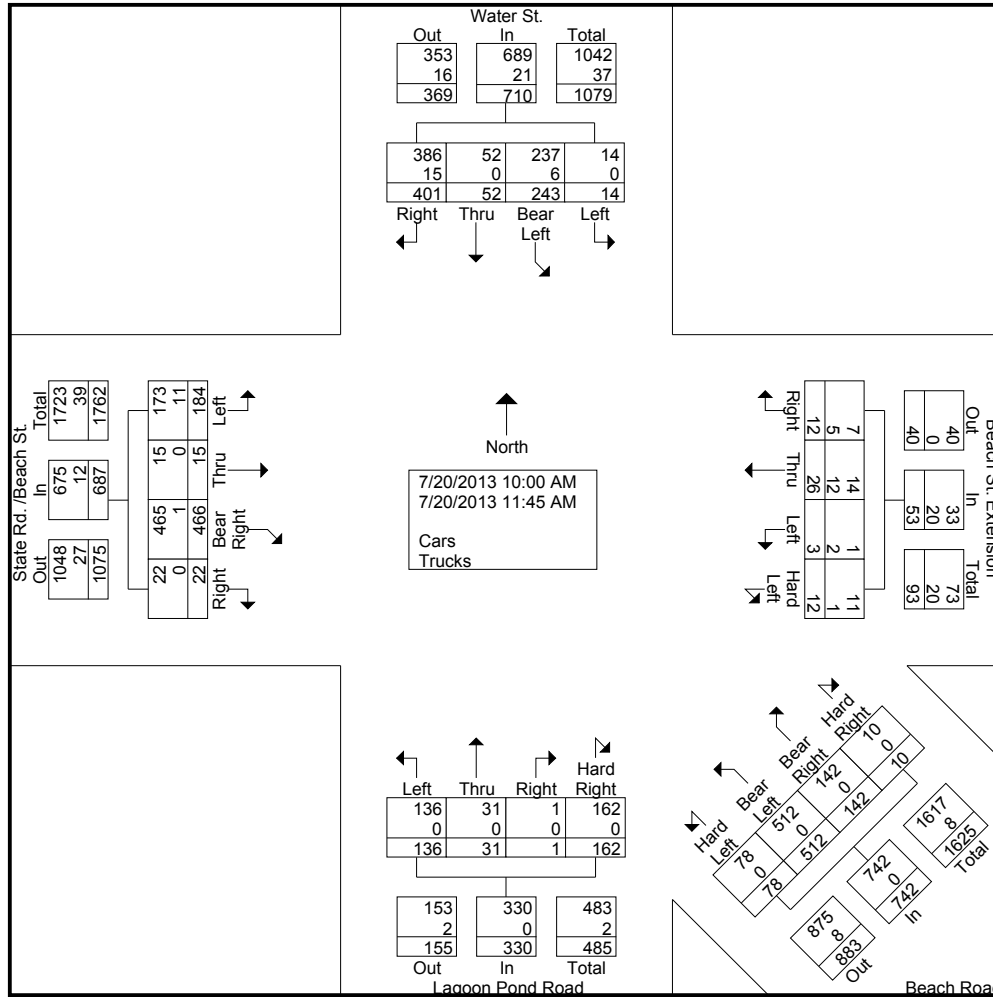 Water St.
Out In Total
353 689 1042
16 21 37
369 710 1079
386 52 237 14
15 0 6 0
401 52 243 14
Right Thru Bear Left
Left
State Rd. /Beach St.
Total In Out
1723 675 1048
39 12 27
1762 687 1075
173 15 465 22
11 0 1 0
184 15 466 22
Left Thru Bear Right
Right
North
7/20/2013 10:00 AM
7/20/2013 11:45 AM
Cars
Trucks
Beach St. Extension
Out In Total
40 33 73
0 20 20
40 53 93
7 14 1 11
5 12 2 1
12 26 3 12
Right Thru Left Hard
Left
Left Thru Right Hard
Right
136 31 1 162
0 0 0 0
136 31 1 162
153 330 483
2 0 2
155 330 485
Out In Total
Lagoon Pond Road
Hard Bear Bear Hard
Left Left Right Right
78 512 142 10
0 0 0 0
78 512 142 10
875 742 1617
8 0 8
883 742 1625
Out In Total
Beach Road